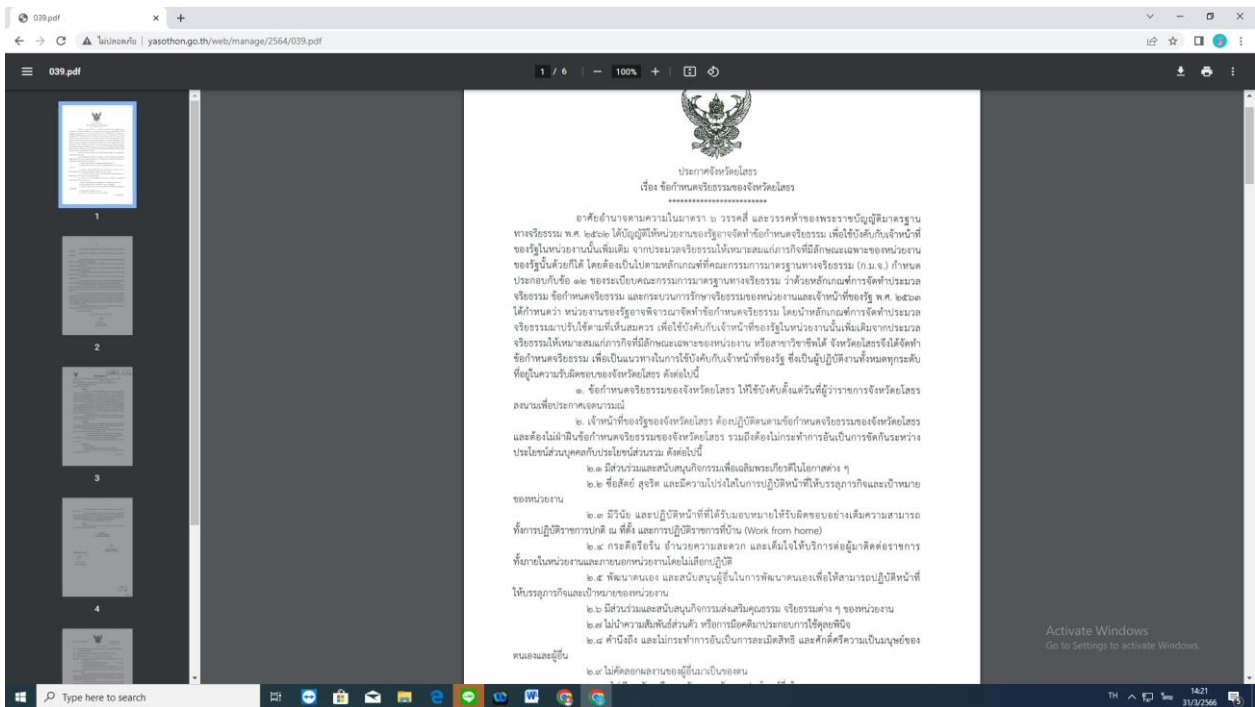 039.pdf
ไม่ปลอดภัย | yasothon.go.th/web/manage/2564/039.pdf
039.pdf
1 / 6
100%
1
2
3
4
ประกาศจังหวัดยโสธร
เรื่อง ข้อกำหนดจริยธรรมของจังหวัดยโสธร
**************************
อาศัยอำนาจตามความในมาตรา ๖ วรรคสี่ และวรรคห้าของพระราชบัญญัติมาตรฐาน
ทางจริยธรรม พ.ศ. ๒๕๖๒ ได้บัญญัติให้หน่วยงานของรัฐอาจจัดทำข้อกำหนดจริยธรรม เพื่อใช้บังคับกับเจ้าหน้าที่
ของรัฐในหน่วยงานนั้นเพิ่มเติม จากประมวลจริยธรรมให้เหมาะสมแก่ภารกิจที่มีลักษณะเฉพาะของหน่วยงาน
ของรัฐนั้นด้วยก็ได้ โดยต้องเป็นไปตามหลักเกณฑ์ที่คณะกรรมการมาตรฐานทางจริยธรรม (ก.ม.จ.) กำหนด
ประกอบกับข้อ ๑๒ ของระเบียบคณะกรรมการมาตรฐานทางจริยธรรม ว่าด้วยหลักเกณฑ์การจัดทำประมวล
จริยธรรม ข้อกำหนดจริยธรรม และกระบวนการรักษาจริยธรรมของหน่วยงานและเจ้าหน้าที่ของรัฐ พ.ศ. ๒๕๖๓
ได้กำหนดว่า หน่วยงานของรัฐอาจพิจารณาจัดทำข้อกำหนดจริยธรรม โดยนำหลักเกณฑ์การจัดทำประมวล
จริยธรรมมาปรับใช้ตามที่เห็นสมควร เพื่อใช้บังคับกับเจ้าหน้าที่ของรัฐในหน่วยงานนั้นเพิ่มเติมจากประมวล
จริยธรรมให้เหมาะสมแก่ภารกิจที่มีลักษณะเฉพาะของหน่วยงาน หรือสาขาวิชาชีพได้ จังหวัดยโสธรจึงได้จัดทำ
ข้อกำหนดจริยธรรม เพื่อเป็นแนวทางในการใช้บังคับกับเจ้าหน้าที่ของรัฐ ซึ่งเป็นผู้ปฏิบัติงานทั้งหมดทุกระดับ
ที่อยู่ในความรับผิดชอบของจังหวัดยโสธร ดังต่อไปนี้
๑. ข้อกำหนดจริยธรรมของจังหวัดยโสธร ให้ใช้บังคับตั้งแต่วันที่ผู้ว่าราชการจังหวัดยโสธร
ลงนามเพื่อประกาศเจตนารมณ์
๒. เจ้าหน้าที่ของรัฐของจังหวัดยโสธร ต้องปฏิบัติตนตามข้อกำหนดจริยธรรมของจังหวัดยโสธร
และต้องไม่ฝ่าฝืนข้อกำหนดจริยธรรมของจังหวัดยโสธร รวมถึงต้องไม่กระทำการอันเป็นการขัดกันระหว่าง
ประโยชน์ส่วนบุคคลกับประโยชน์ส่วนรวม ดังต่อไปนี้
๒.๑ มีส่วนร่วมและสนับสนุนกิจกรรมเพื่อเฉลิมพระเกียรติในโอกาสต่าง ๆ
๒.๒ ซื่อสัตย์ สุจริต และมีความโปร่งใสในการปฏิบัติหน้าที่ให้บรรลุภารกิจและเป้าหมาย
ของหน่วยงาน
๒.๓ มีวินัย และปฏิบัติหน้าที่ที่ได้รับมอบหมายให้รับผิดชอบอย่างเต็มความสามารถ
ทั้งการปฏิบัติราชการปกติ ณ ที่ตั้ง และการปฏิบัติราชการที่บ้าน (Work from home)
๒.๔ กระตือรือร้น อำนวยความสะดวก และเต็มใจให้บริการต่อผู้มาติดต่อราชการ
ทั้งภายในหน่วยงานและภายนอกหน่วยงานโดยไม่เลือกปฏิบัติ
๒.๕ พัฒนาตนเอง และสนับสนุนผู้อื่นในการพัฒนาตนเองเพื่อให้สามารถปฏิบัติหน้าที่
ให้บรรลุภารกิจและเป้าหมายของหน่วยงาน
๒.๖ มีส่วนร่วมและสนับสนุนกิจกรรมส่งเสริมคุณธรรม จริยธรรมต่าง ๆ ของหน่วยงาน
๒.๗ ไม่นำความสัมพันธ์ส่วนตัว หรือการมีอคติมาประกอบการใช้ดุลยพินิจ
๒.๘ คำนึงถึง และไม่กระทำการอันเป็นการละเมิดสิทธิ และศักดิ์ศรีความเป็นมนุษย์ของ
ตนเองและผู้อื่น
๒.๙ ไม่คัดลอกผลงานของผู้อื่นมาเป็นของตน
Activate Windows
Go to Settings to activate Windows.
Type here to search
TH
14:21
31/3/2566